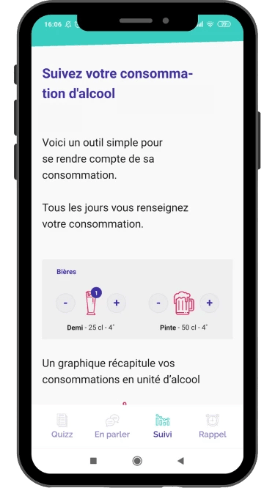 16:06
Suivez votre consomma-
tion d'alcool
Voici un outil simple pour
se rendre compte de sa
consommation.
Tous les jours vous renseignez
votre consommation.
Bières
- 1 + - +
Demi - 25 cl - 4° Pinte - 50 cl - 4°
Un graphique récapitule vos
consommations en unité d'alcool
Quizz En parler Suivi Rappel